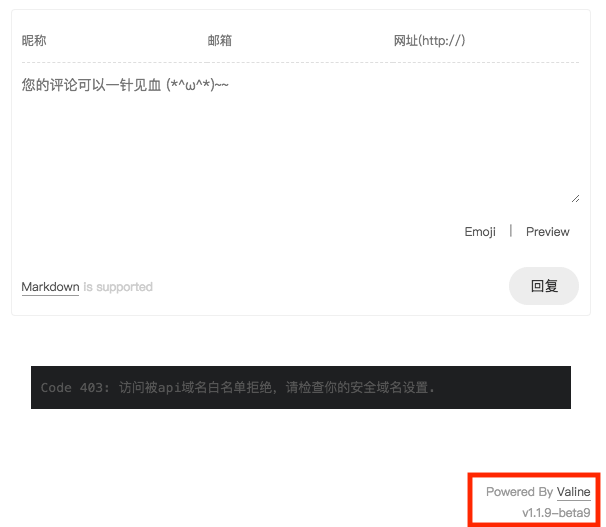 昵称 邮箱 网址(http://)
您的评论可以一针见血 (*^ω^*)~~
Emoji | Preview
Markdown Is supported 回复
Code 403: 访问被api域名白名单拒绝，请检查你的安全域名设置.
Powered By Valine
v1.1.9-beta9